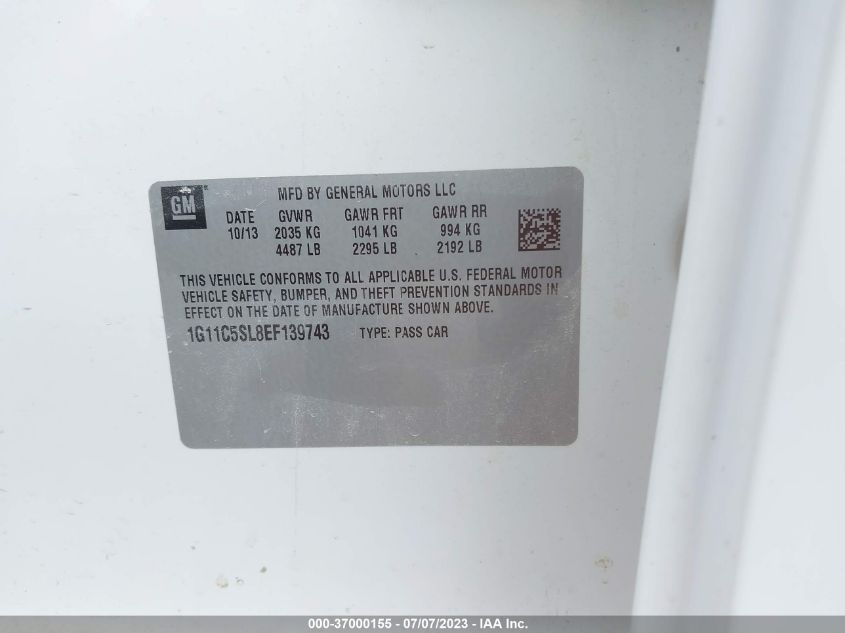 GM
MFD BY GENERAL MOTORS LLC
DATE GVWR GAWR FRT GAWR RR
10/13 2035 KG 1041 KG 994 KG
4487 LB 2295 LB 2192 LB
THIS VEHICLE CONFORMS TO ALL APPLICABLE U.S. FEDERAL MOTOR
VEHICLE SAFETY, BUMPER, AND THEFT PREVENTION STANDARDS IN
EFFECT ON THE DATE OF MANUFACTURE SHOWN ABOVE.
1G11C5SL8EF139743 TYPE: PASS CAR
000-37000155 - 07/07/2023 - IAA Inc.